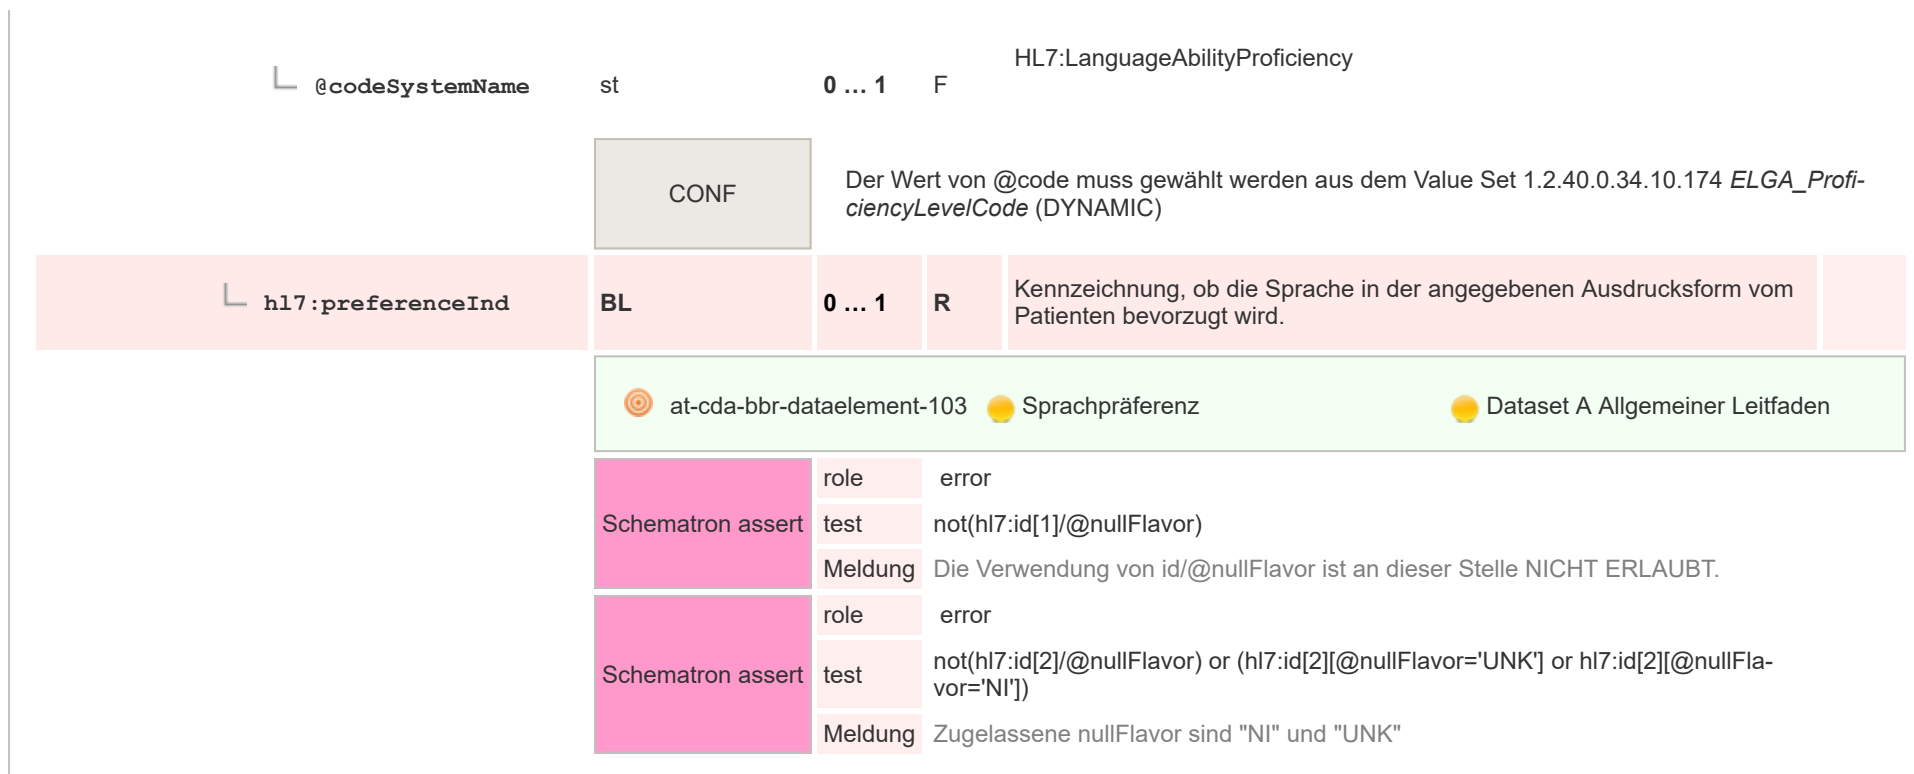 HL7:LanguageAbilityProficiency
@codeSystemName st 0 … 1 F
CONF
Der Wert von @code muss gewählt werden aus dem Value Set 1.2.40.0.34.10.174 ELGA_Profi-
ciencyLevelCode (DYNAMIC)
hl7:preferenceInd BL 0 … 1 R
Kennzeichnung, ob die Sprache in der angegebenen Ausdrucksform vom
Patienten bevorzugt wird.
at-cda-bbr-dataelement-103 Sprachpräferenz Dataset A Allgemeiner Leitfaden
Schematron assert
role error
test not(hl7:id[1]/@nullFlavor)
Meldung Die Verwendung von id/@nullFlavor ist an dieser Stelle NICHT ERLAUBT.
Schematron assert
role error
test not(hl7:id[2]/@nullFlavor) or (hl7:id[2][@nullFlavor='UNK'] or hl7:id[2][@nullFla-
vor='NI'])
Meldung Zugelassene nullFlavor sind "NI" und "UNK"